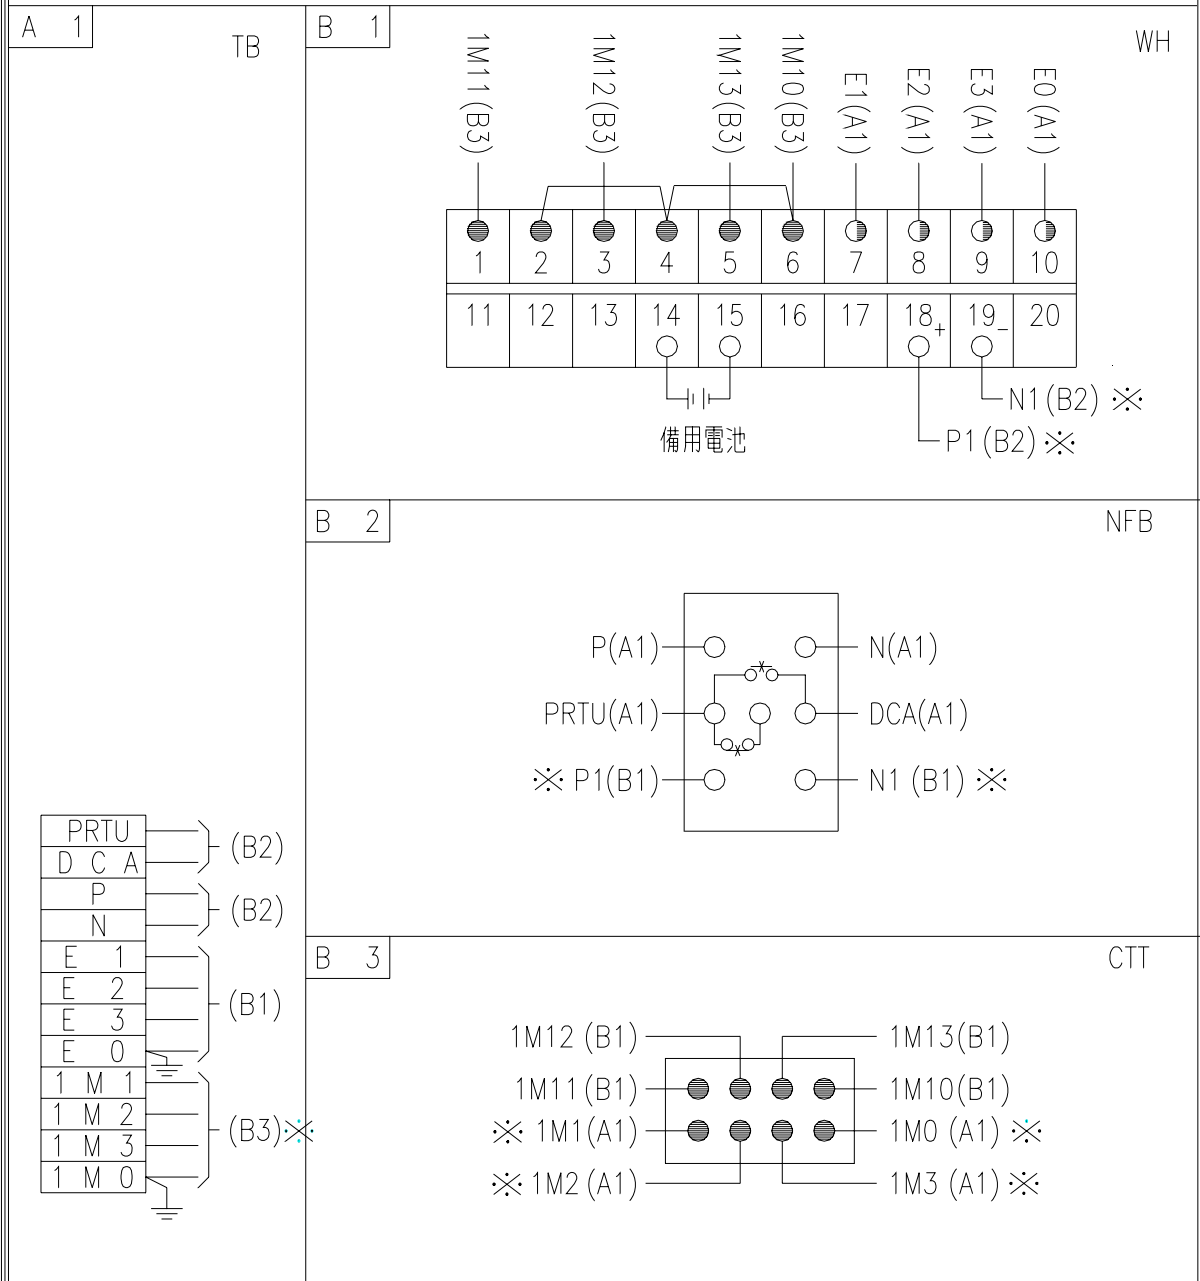 A 1
TB
B 1
WH
1M11(B3)
1M12(B3)
1M13(B3)
1M10(B3)
E1(A1)
E2(A1)
E3(A1)
E0(A1)
1 2 3 4 5 6 7 8 9 10
11 12 13 14 15 16 17 18+ 19- 20
N1(B2) ※
備用電池
P1(B2) ※
B 2
NFB
P(A1)
N(A1)
PRTU(A1)
DCA(A1)
※ P1(B1)
N1 (B1) ※
PRTU
D C A
(B2)
P
N
(B2)
E 1
E 2
E 3
E 0
(B1)
1 M 1
1 M 2
1 M 3
1 M 0
(B3)※
B 3
CTT
1M12 (B1)
1M13(B1)
1M11(B1)
1M10(B1)
※ 1M1(A1)
1M0 (A1) ※
※ 1M2 (A1)
1M3 (A1) ※